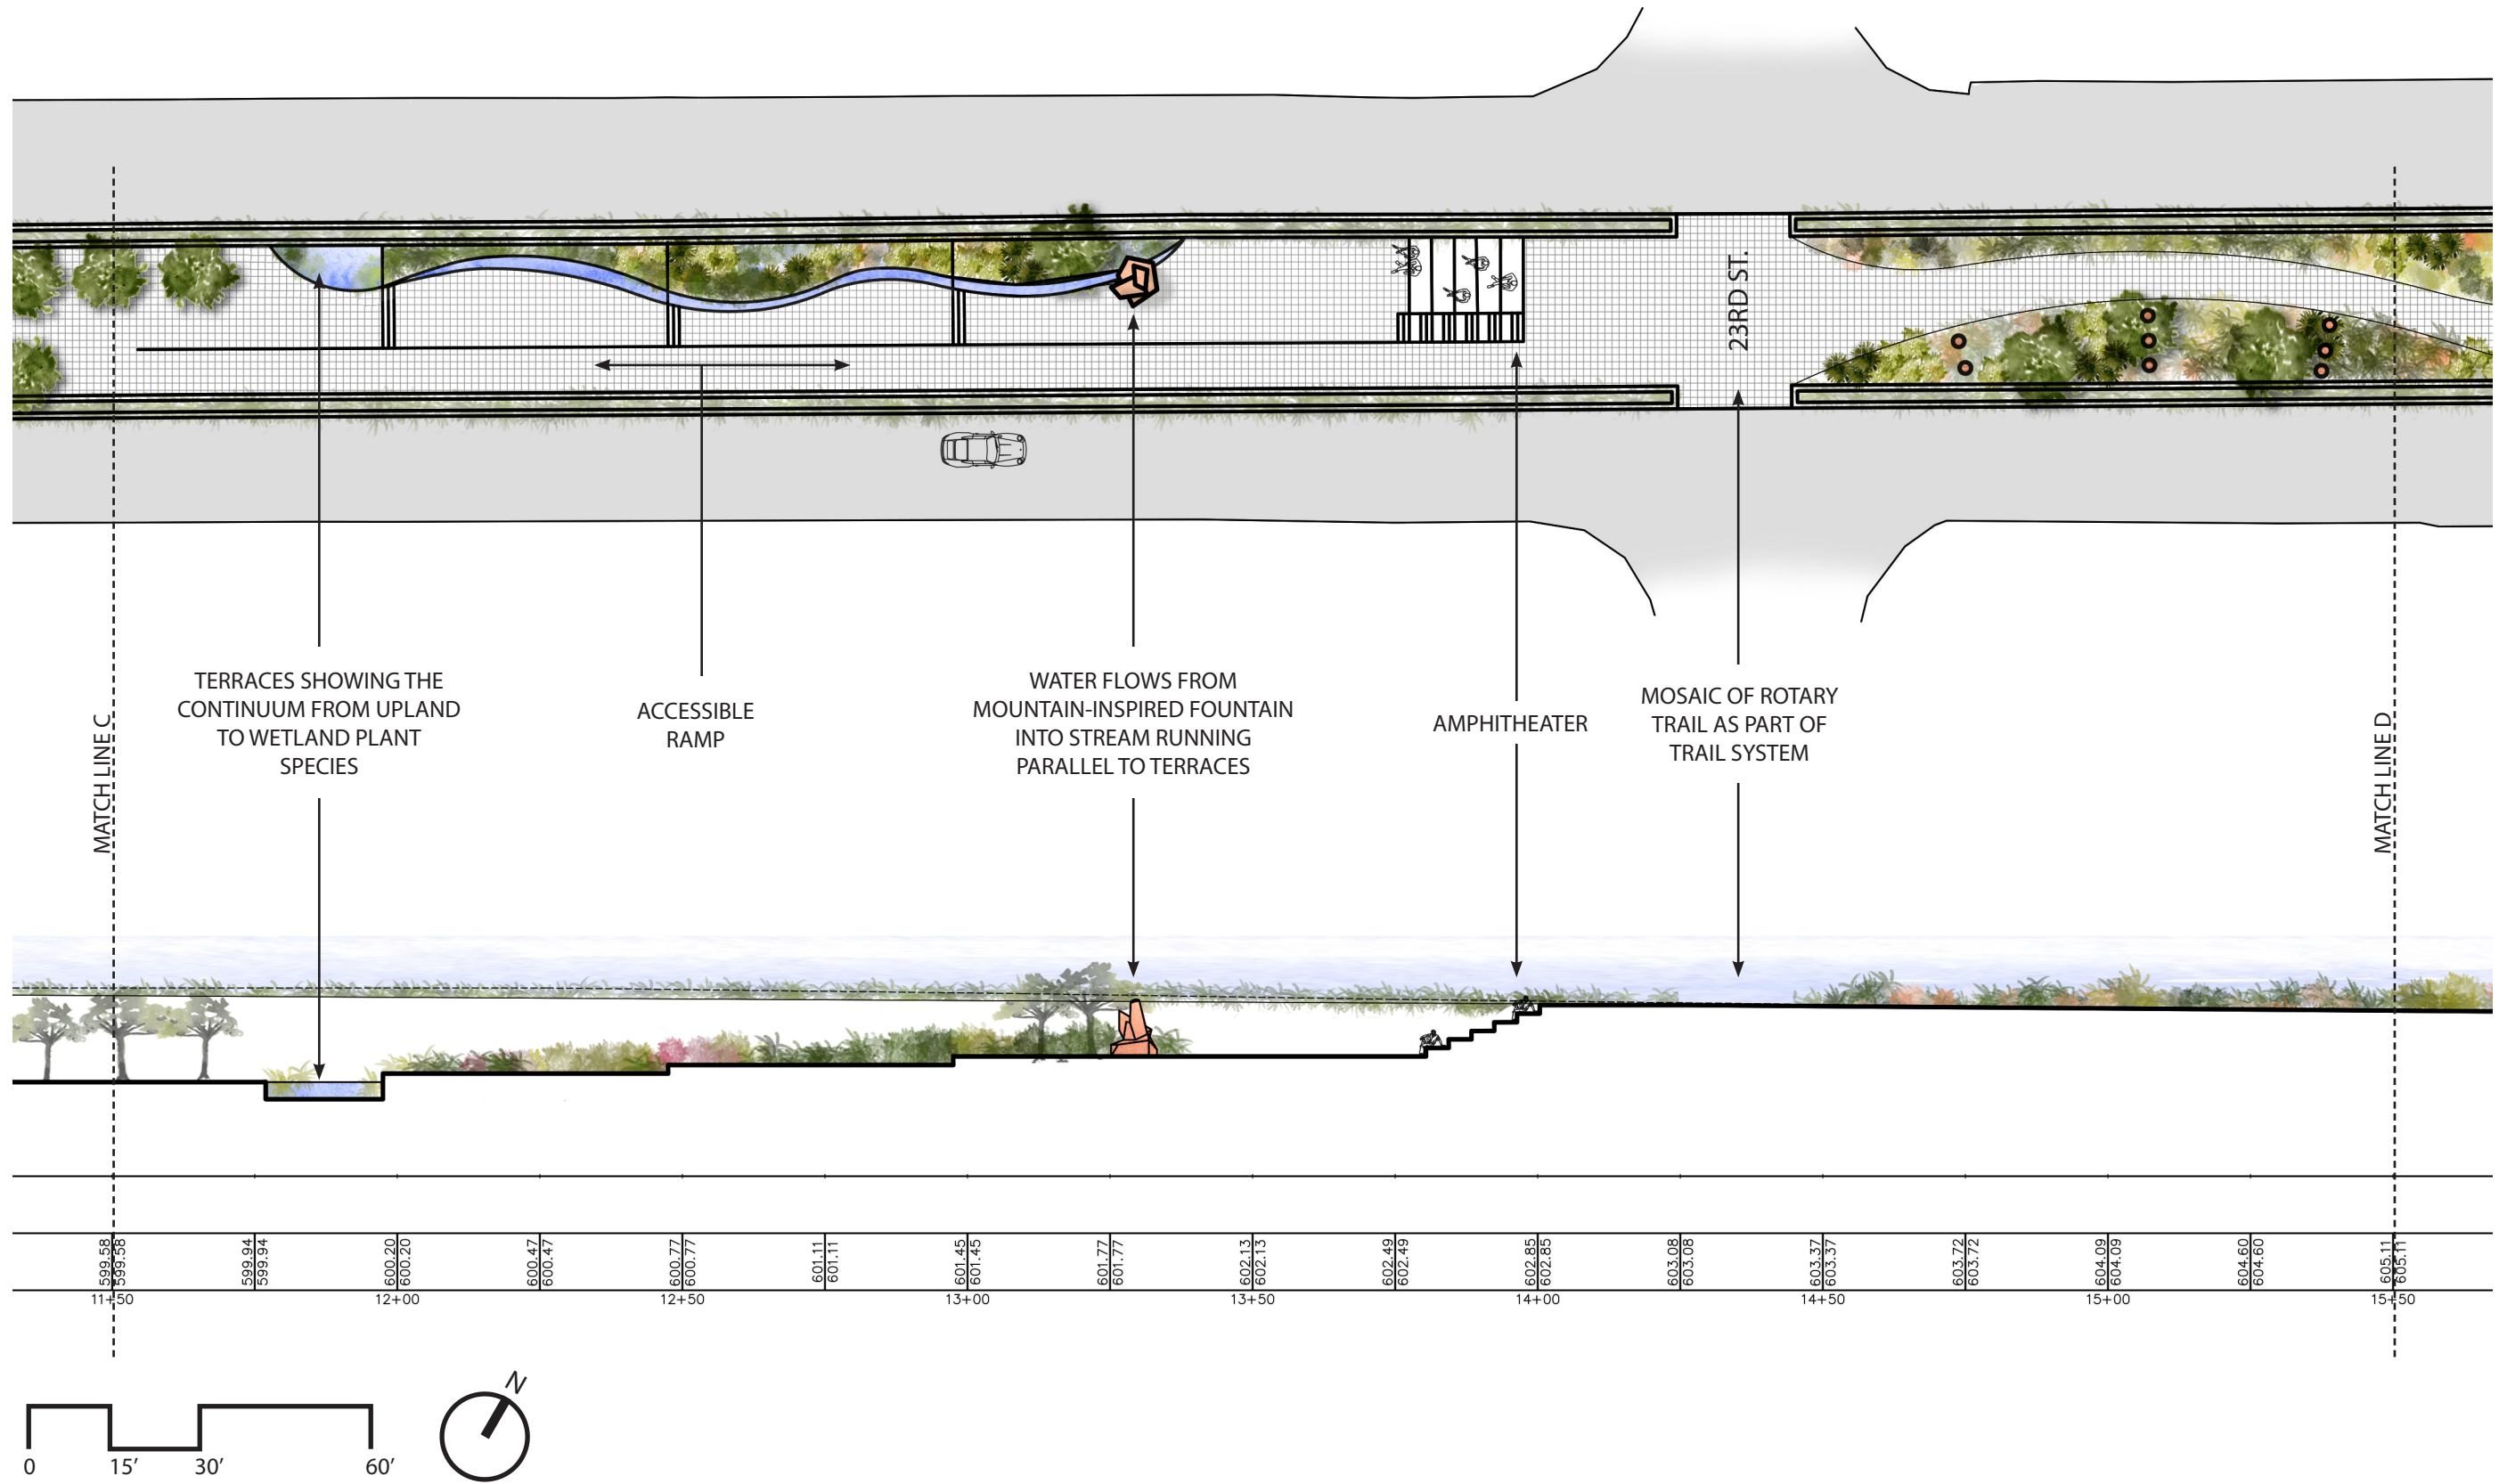 23RD ST.
MATCH LINE C
TERRACES SHOWING THE
CONTINUUM FROM UPLAND
TO WETLAND PLANT
SPECIES
ACCESSIBLE
RAMP
WATER FLOWS FROM
MOUNTAIN-INSPIRED FOUNTAIN
INTO STREAM RUNNING
PARALLEL TO TERRACES
AMPHITHEATER
MOSAIC OF ROTARY
TRAIL AS PART OF
TRAIL SYSTEM
MATCH LINE D
599.58
599.58
599.94
599.94
600.20
600.20
600.47
600.47
600.77
600.77
601.11
601.11
601.45
601.45
601.77
601.77
602.13
602.13
602.49
602.49
602.85
602.85
603.08
603.08
603.37
603.37
603.72
603.72
604.09
604.09
604.60
604.60
605.11
605.11
11+50
12+00
12+50
13+00
13+50
14+00
14+50
15+00
15+50
0
15'
30'
60'
N